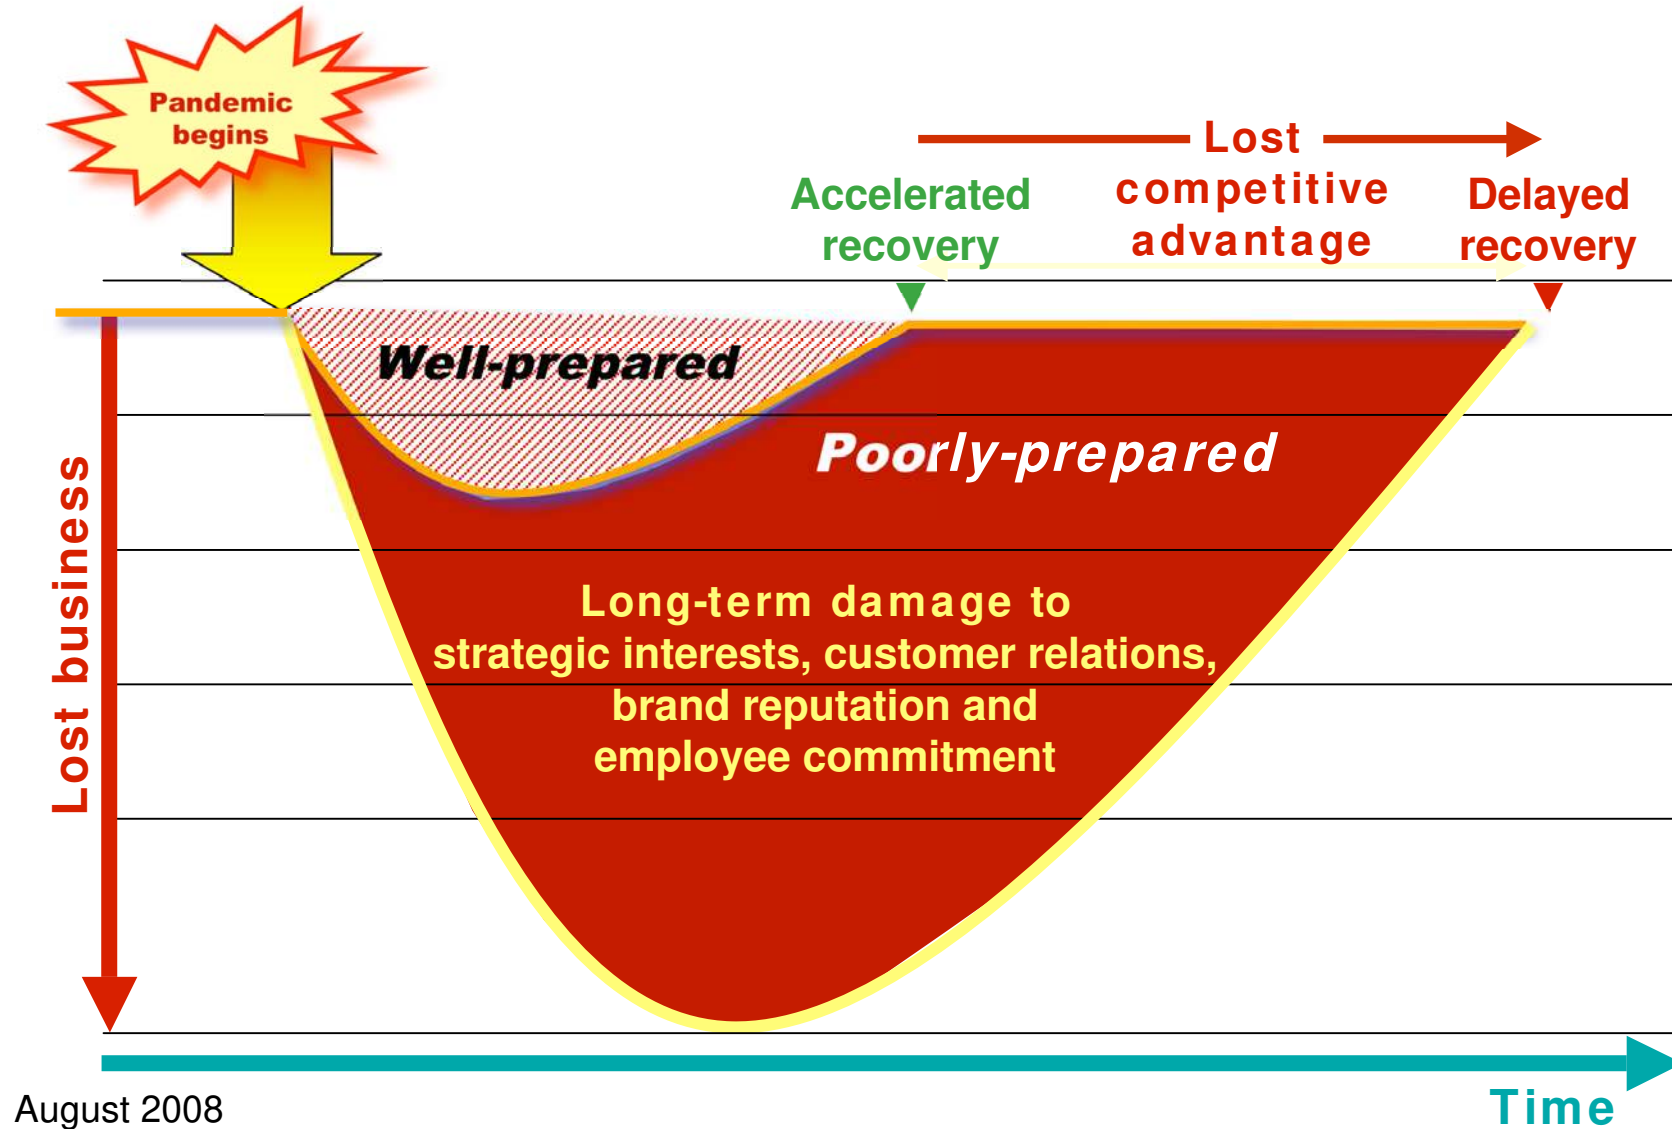 Pandemic
begins
Lost
competitive
advantage
Accelerated
recovery
Delayed
recovery
Well-prepared
Poorly-prepared
Lost business
Long-term damage to
strategic interests, customer relations,
brand reputation and
employee commitment
August 2008
Time